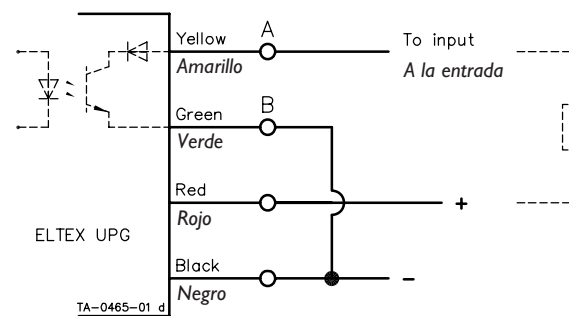 A
Yellow
Amarillo
To input
A la entrada
B
Green
Verde
Red
Rojo
+
ELTEX UPG
Black
Negro
-
TA-0465-01 d